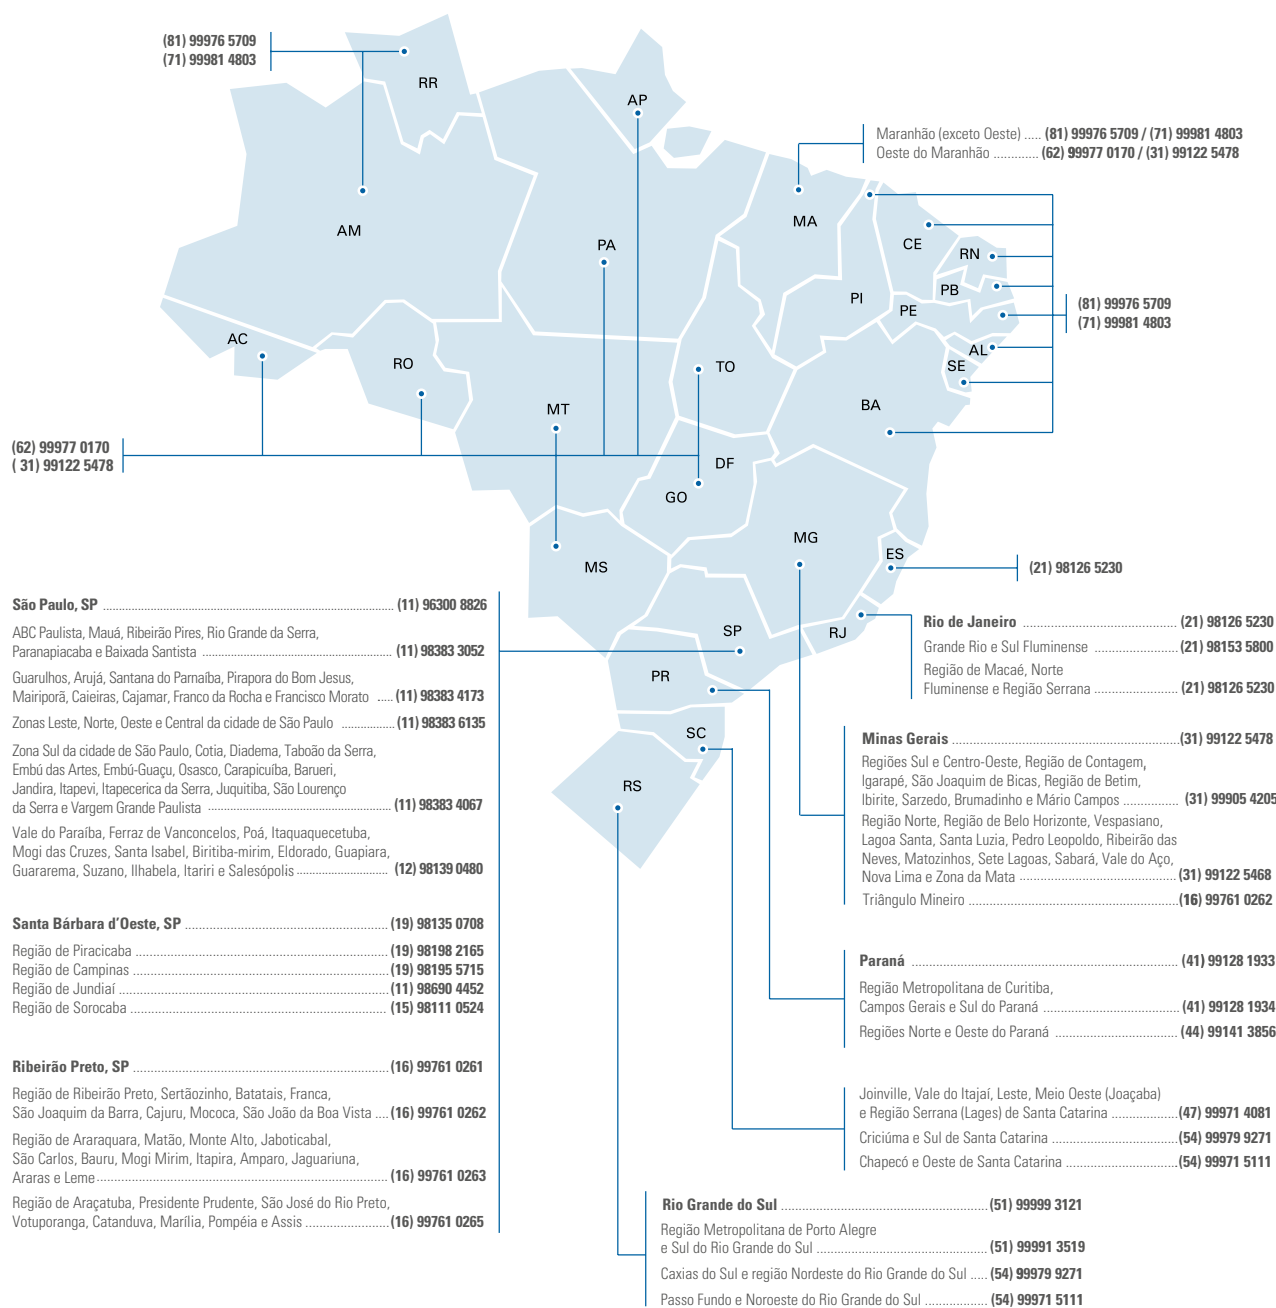 (81) 99976 5709
(71) 99981 4803
RR
AP
Maranhão (exceto Oeste) ..... (81) 99976 5709 / (71) 99981 4803
Oeste do Maranhão ............. (62) 99977 0170 / (31) 99122 5478
AM
PA
MA
CE
RN
PI
PB
PE
(81) 99976 5709
(71) 99981 4803
AC
RO
TO
AL
SE
MT
BA
(62) 99977 0170
( 31) 99122 5478
DF
GO
MG
ES
MS
(21) 98126 5230
SP
RJ
PR
SC
RS
São Paulo, SP ..... (11) 96300 8826
ABC Paulista, Mauá, Ribeirão Pires, Rio Grande da Serra,
Paranapiacaba e Baixada Santista ..... (11) 98383 3052
Guarulhos, Arujá, Santana do Parnaíba, Pirapora do Bom Jesus,
Mairiporã, Caieiras, Cajamar, Franco da Rocha e Francisco Morato ..... (11) 98383 4173
Zonas Leste, Norte, Oeste e Central da cidade de São Paulo ..... (11) 98383 6135
Zona Sul da cidade de São Paulo, Cotia, Diadema, Taboão da Serra,
Embú das Artes, Embú-Guaçu, Osasco, Carapicuíba, Barueri,
Jandira, Itapevi, Itapecerica da Serra, Juquitiba, São Lourenço
da Serra e Vargem Grande Paulista ..... (11) 98383 4067
Vale do Paraíba, Ferraz de Vanconcelos, Poá, Itaquaquecetuba,
Mogi das Cruzes, Santa Isabel, Biritiba-mirim, Eldorado, Guapiara,
Guararema, Suzano, Ilhabela, Itariri e Salesópolis ..... (12) 98139 0480
Santa Bárbara d'Oeste, SP ..... (19) 98135 0708
Região de Piracicaba ..... (19) 98198 2165
Região de Campinas ..... (19) 98195 5715
Região de Jundiaí ..... (11) 98690 4452
Região de Sorocaba ..... (15) 98111 0524
Ribeirão Preto, SP ..... (16) 99761 0261
Região de Ribeirão Preto, Sertãozinho, Batatais, Franca,
São Joaquim da Barra, Cajuru, Mococa, São João da Boa Vista .... (16) 99761 0262
Região de Araraquara, Matão, Monte Alto, Jaboticabal,
São Carlos, Bauru, Mogi Mirim, Itapira, Amparo, Jaguariuna,
Araras e Leme ..... (16) 99761 0263
Região de Araçatuba, Presidente Prudente, São José do Rio Preto,
Votuporanga, Catanduva, Marília, Pompéia e Assis ..... (16) 99761 0265
Rio de Janeiro ..... (21) 98126 5230
Grande Rio e Sul Fluminense ..... (21) 98153 5800
Região de Macaé, Norte
Fluminense e Região Serrana ..... (21) 98126 5230
Minas Gerais ..... (31) 99122 5478
Regiões Sul e Centro-Oeste, Região de Contagem,
Igarapé, São Joaquim de Bicas, Região de Betim,
Ibirite, Sarzedo, Brumadinho e Mário Campos ..... (31) 99905 4205
Região Norte, Região de Belo Horizonte, Vespasiano,
Lagoa Santa, Santa Luzia, Pedro Leopoldo, Ribeirão das
Neves, Matozinhos, Sete Lagoas, Sabará, Vale do Aço,
Nova Lima e Zona da Mata ..... (31) 99122 5468
Triângulo Mineiro ..... (16) 99761 0262
Paraná ..... (41) 99128 1933
Região Metropolitana de Curitiba,
Campos Gerais e Sul do Paraná ..... (41) 99128 1934
Regiões Norte e Oeste do Paraná ..... (44) 99141 3856
Joinville, Vale do Itajaí, Leste, Meio Oeste (Joaçaba)
e Região Serrana (Lages) de Santa Catarina ..... (47) 99971 4081
Criciúma e Sul de Santa Catarina ..... (54) 99979 9271
Chapecó e Oeste de Santa Catarina ..... (54) 99971 5111
Rio Grande do Sul ..... (51) 99999 3121
Região Metropolitana de Porto Alegre
e Sul do Rio Grande do Sul ..... (51) 99991 3519
Caxias do Sul e região Nordeste do Rio Grande do Sul ..... (54) 99979 9271
Passo Fundo e Noroeste do Rio Grande do Sul ..... (54) 99971 5111